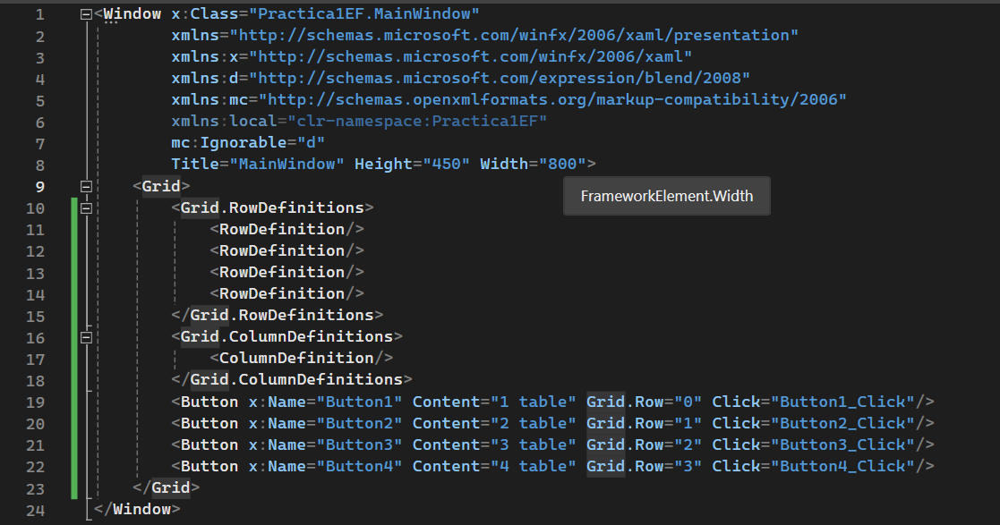 1 <Window x:Class="Practica1EF.MainWindow"
2 xmlns="http://schemas.microsoft.com/winfx/2006/xaml/presentation"
3 xmlns:x="http://schemas.microsoft.com/winfx/2006/xaml"
4 xmlns:d="http://schemas.microsoft.com/expression/blend/2008"
5 xmlns:mc="http://schemas.openxmlformats.org/markup-compatibility/2006"
6 xmlns:local="clr-namespace:Practica1EF"
7 mc:Ignorable="d"
8 Title="MainWindow" Height="450" Width="800">
9 <Grid>
FrameworkElement.Width
10 <Grid.RowDefinitions>
11 <RowDefinition/>
12 <RowDefinition/>
13 <RowDefinition/>
14 <RowDefinition/>
15 </Grid.RowDefinitions>
16 <Grid.ColumnDefinitions>
17 <ColumnDefinition/>
18 </Grid.ColumnDefinitions>
19 <Button x:Name="Button1" Content="1 table" Grid.Row="0" Click="Button1_Click"/>
20 <Button x:Name="Button2" Content="2 table" Grid.Row="1" Click="Button2_Click"/>
21 <Button x:Name="Button3" Content="3 table" Grid.Row="2" Click="Button3_Click"/>
22 <Button x:Name="Button4" Content="4 table" Grid.Row="3" Click="Button4_Click"/>
23 </Grid>
24 </Window>